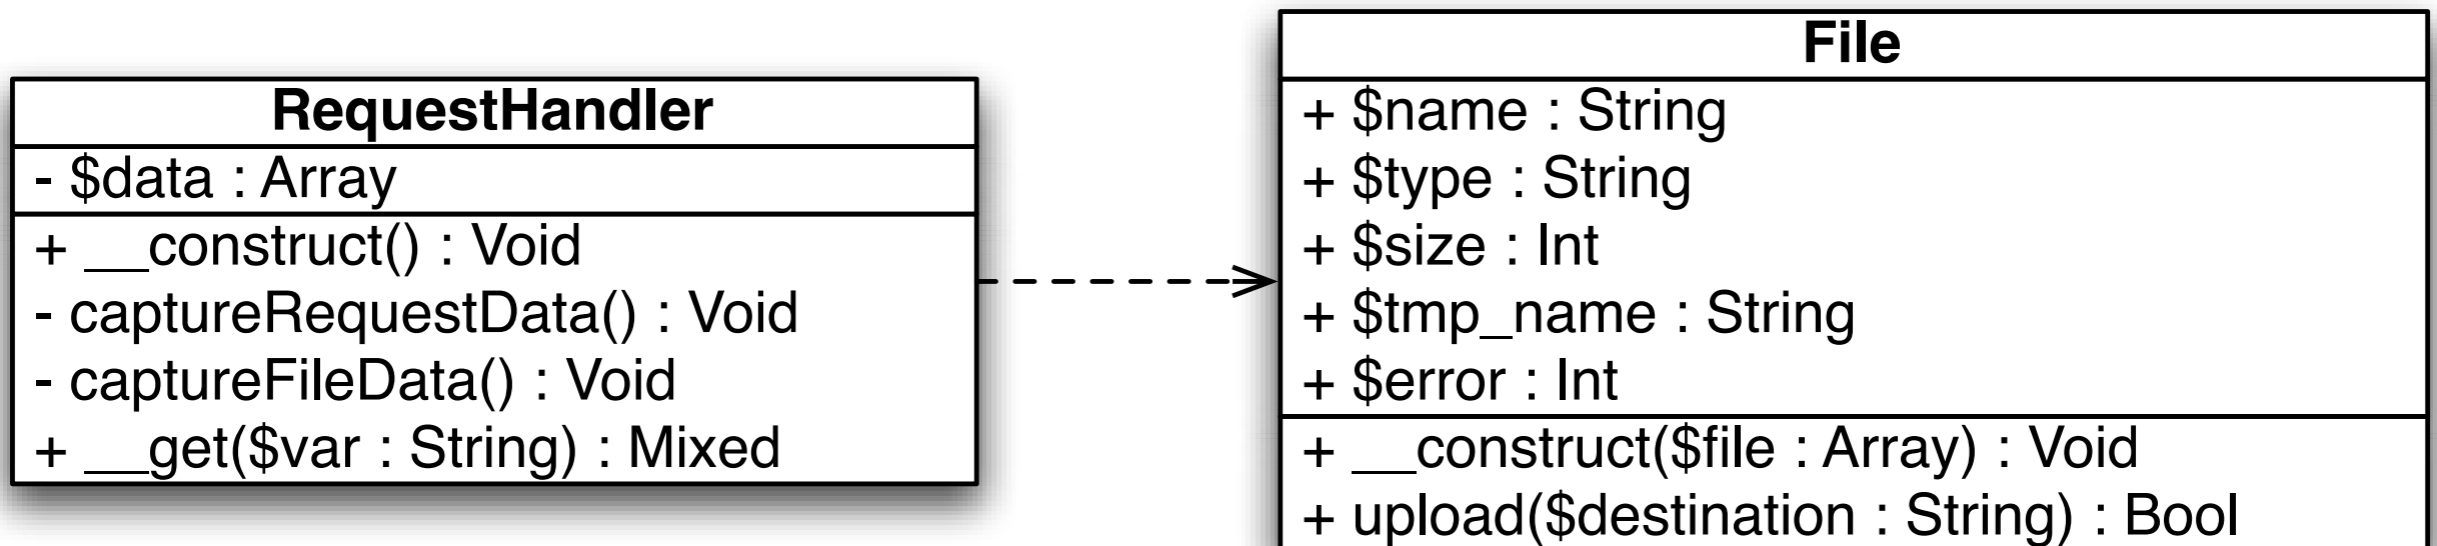 RequestHandler
- $data : Array
+ __construct() : Void
- captureRequestData() : Void
- captureFileData() : Void
+ __get($var : String) : Mixed
File
+ $name : String
+ $type : String
+ $size : Int
+ $tmp_name : String
+ $error : Int
+ __construct($file : Array) : Void
+ upload($destination : String) : Bool